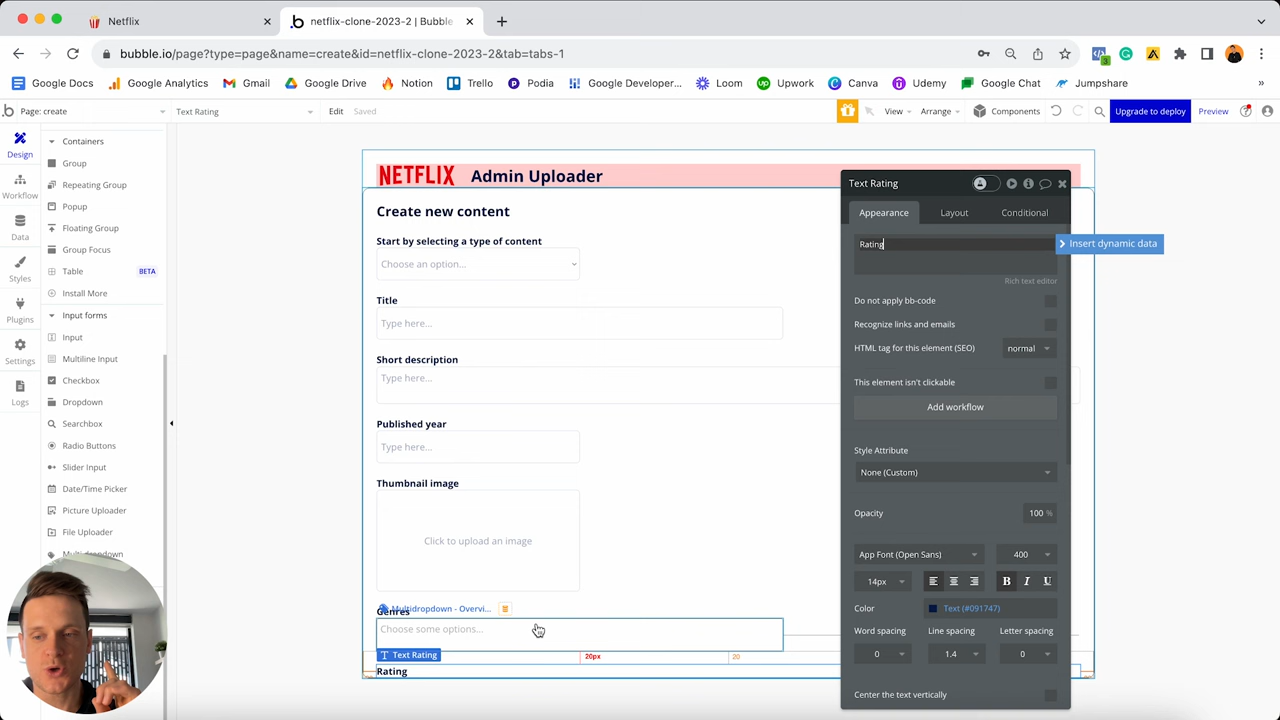 Netflix
netflix-clone-2023-2 | Bubble
bubble.io/page?type=page&name=create&id=netflix-clone-2023-2&tab=tabs-1
3
Google Docs
Google Analytics
Gmail
Google Drive
Notion
Trello
Podia
Google Developer...
Loom
Upwork
Canva
Udemy
Google Chat
Jumpshare
»
Page: create
Text Rating
Edit
Saved
View
Arrange
Components
Upgrade to deploy
Preview
Design
Workflow
Data
Styles
Plugins
Settings
Logs
Containers
Group
Repeating Group
Popup
Floating Group
Group Focus
Table
BETA
Install More
Input forms
Input
Multiline Input
Checkbox
Dropdown
Searchbox
Radio Buttons
Slider Input
Date/Time Picker
Picture Uploader
File Uploader
Multidropdown
NETFLIX
Admin Uploader
Create new content
Start by selecting a type of content
Choose an option...
Title
Type here...
Short description
Type here...
Published year
Type here...
Thumbnail image
Click to upload an image
Multidropdown - Overvi...
Genres
Choose some options...
Text Rating
20px
20
Rating
Text Rating
Appearance
Layout
Conditional
Rating
Insert dynamic data
Rich text editor
Do not apply bb-code
Recognize links and emails
HTML tag for this element (SEO)
normal
This element isn't clickable
Add workflow
Style Attribute
None (Custom)
Opacity
100 %
App Font (Open Sans)
400
14px
B I U
Color
Text (#091747)
Word spacing
Line spacing
Letter spacing
0
1.4
0
Center the text vertically